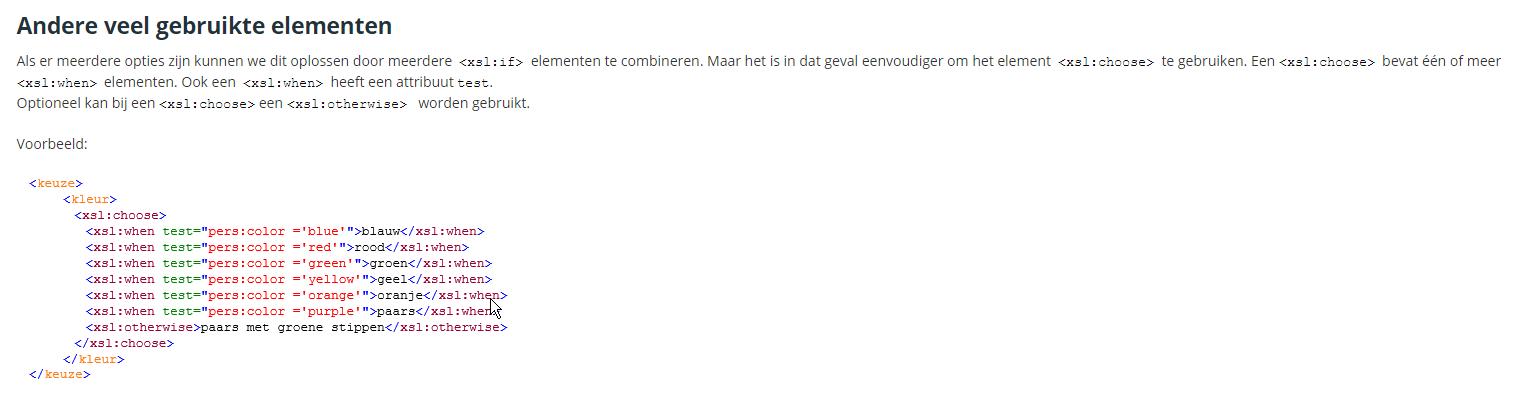 Andere veel gebruikte elementen
Als er meerdere opties zijn kunnen we dit oplossen door meerdere <xsl:if> elementen te combineren. Maar het is in dat geval eenvoudiger om het element <xsl:choose> te gebruiken. Een <xsl:choose> bevat één of meer
<xsl:when> elementen. Ook een <xsl:when> heeft een attribuut test.
Optioneel kan bij een <xsl:choose> een <xsl:otherwise> worden gebruikt.
Voorbeeld:
<keuze>
<kleur>
<xsl:choose>
<xsl:when test="pers:color ='blue'">blauw</xsl:when>
<xsl:when test="pers:color ='red'">rood</xsl:when>
<xsl:when test="pers:color ='green'">groen</xsl:when>
<xsl:when test="pers:color ='yellow'">geel</xsl:when>
<xsl:when test="pers:color ='orange'">oranje</xsl:when>
<xsl:when test="pers:color ='purple'">paars</xsl:when>
<xsl:otherwise>paars met groene stippen</xsl:otherwise>
</xsl:choose>
</kleur>
</keuze>